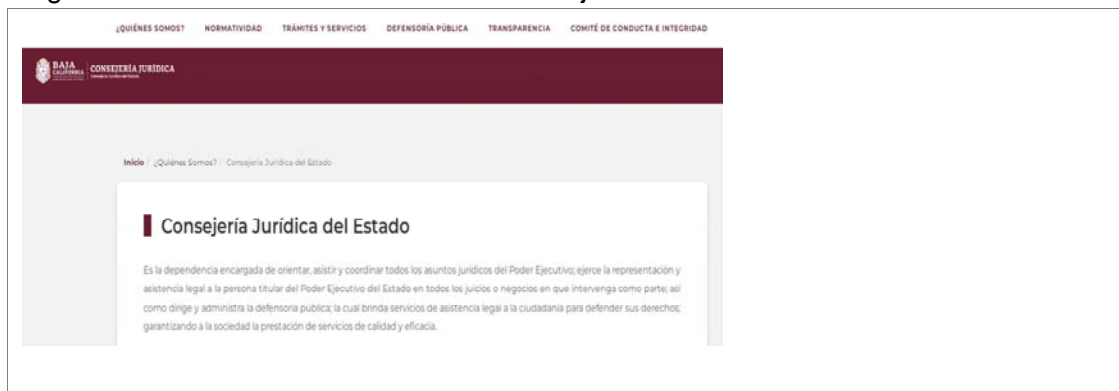 ¿QUIÉNES SOMOS? NORMATIVIDAD TRÁMITES Y SERVICIOS DEFENSORÍA PÚBLICA TRANSPARENCIA COMITÉ DE CONDUCTA E INTEGRIDAD
BAJA CALIFORNIA CONSEJERÍA JURÍDICA
Consejería Jurídica del Estado
Inicio / ¿Quiénes Somos? / Consejería Jurídica del Estado
Consejería Jurídica del Estado
Es la dependencia encargada de orientar, asistir y coordinar todos los asuntos jurídicos del Poder Ejecutivo; ejerce la representación y
asistencia legal a la persona titular del Poder Ejecutivo del Estado en todos los juicios o negocios en que intervenga como parte; así
como dirige y administra la defensoría pública; la cual brinda servicios de asistencia legal a la ciudadanía para defender sus derechos;
garantizando a la sociedad la prestación de servicios de calidad y eficacia.